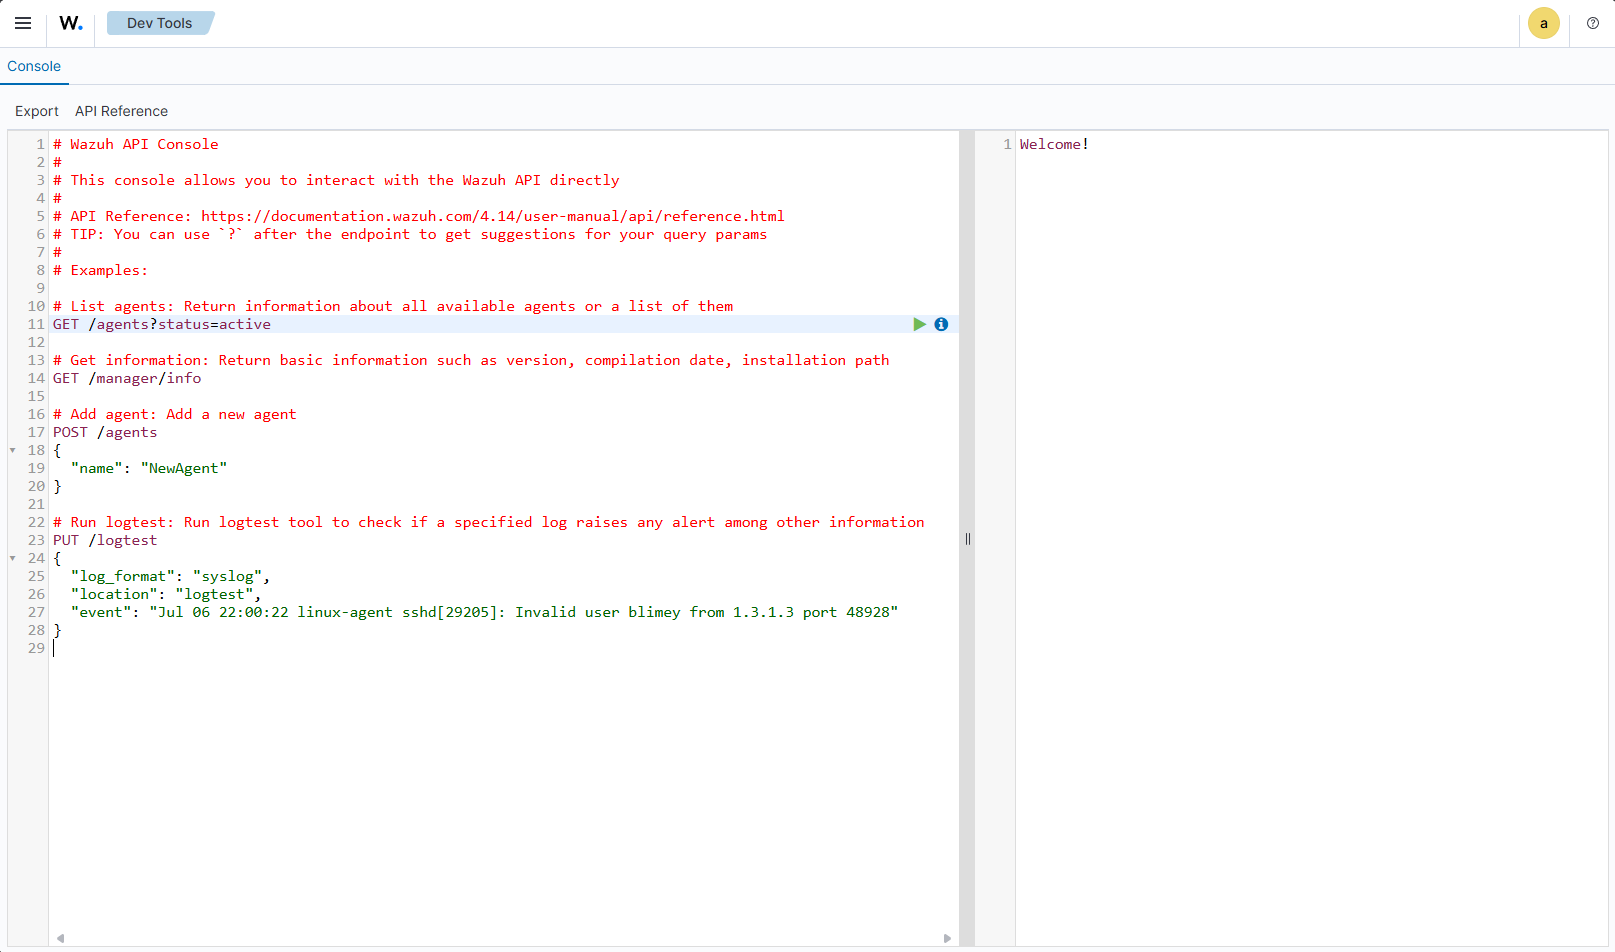 W. Dev Tools a
Console
Export API Reference
1 # Wazuh API Console
2 #
3 # This console allows you to interact with the Wazuh API directly
4 #
5 # API Reference: https://documentation.wazuh.com/4.14/user-manual/api/reference.html
6 # TIP: You can use `?` after the endpoint to get suggestions for your query params
7 #
8 # Examples:
9
10 # List agents: Return information about all available agents or a list of them
11 GET /agents?status=active
12
13 # Get information: Return basic information such as version, compilation date, installation path
14 GET /manager/info
15
16 # Add agent: Add a new agent
17 POST /agents
18 {
19   "name": "NewAgent"
20 }
21
22 # Run logtest: Run logtest tool to check if a specified log raises any alert among other information
23 PUT /logtest
24 {
25   "log_format": "syslog",
26   "location": "logtest",
27   "event": "Jul 06 22:00:22 linux-agent sshd[29205]: Invalid user blimey from 1.3.1.3 port 48928"
28 }
29
1 Welcome!